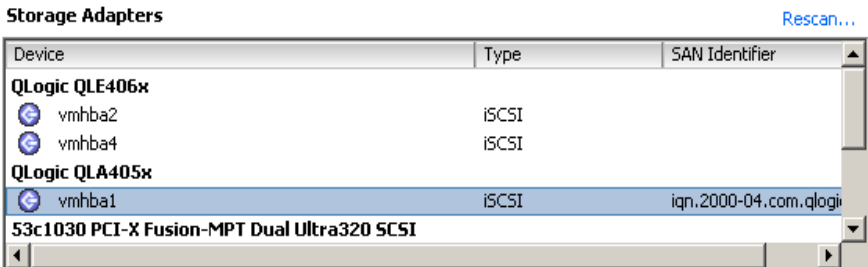 Storage Adapters Rescan...
Device Type SAN Identifier
QLogic QLE406x
vmhba2 iSCSI
vmhba4 iSCSI
QLogic QLA405x
vmhba1 iSCSI iqn.2000-04.com.qlogi
53c1030 PCI-X Fusion-MPT Dual Ultra320 SCSI